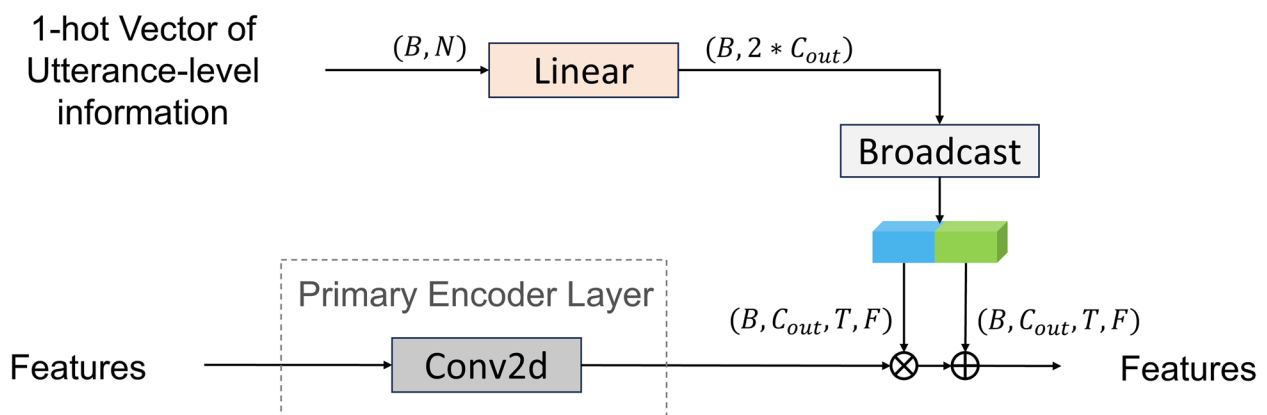 1-hot Vector of
Utterance-level
information
(B, N)
Linear
(B, 2 * C_out)
Broadcast
Primary Encoder Layer
(B, C_out, T, F)
(B, C_out, T, F)
Features
Conv2d
Features